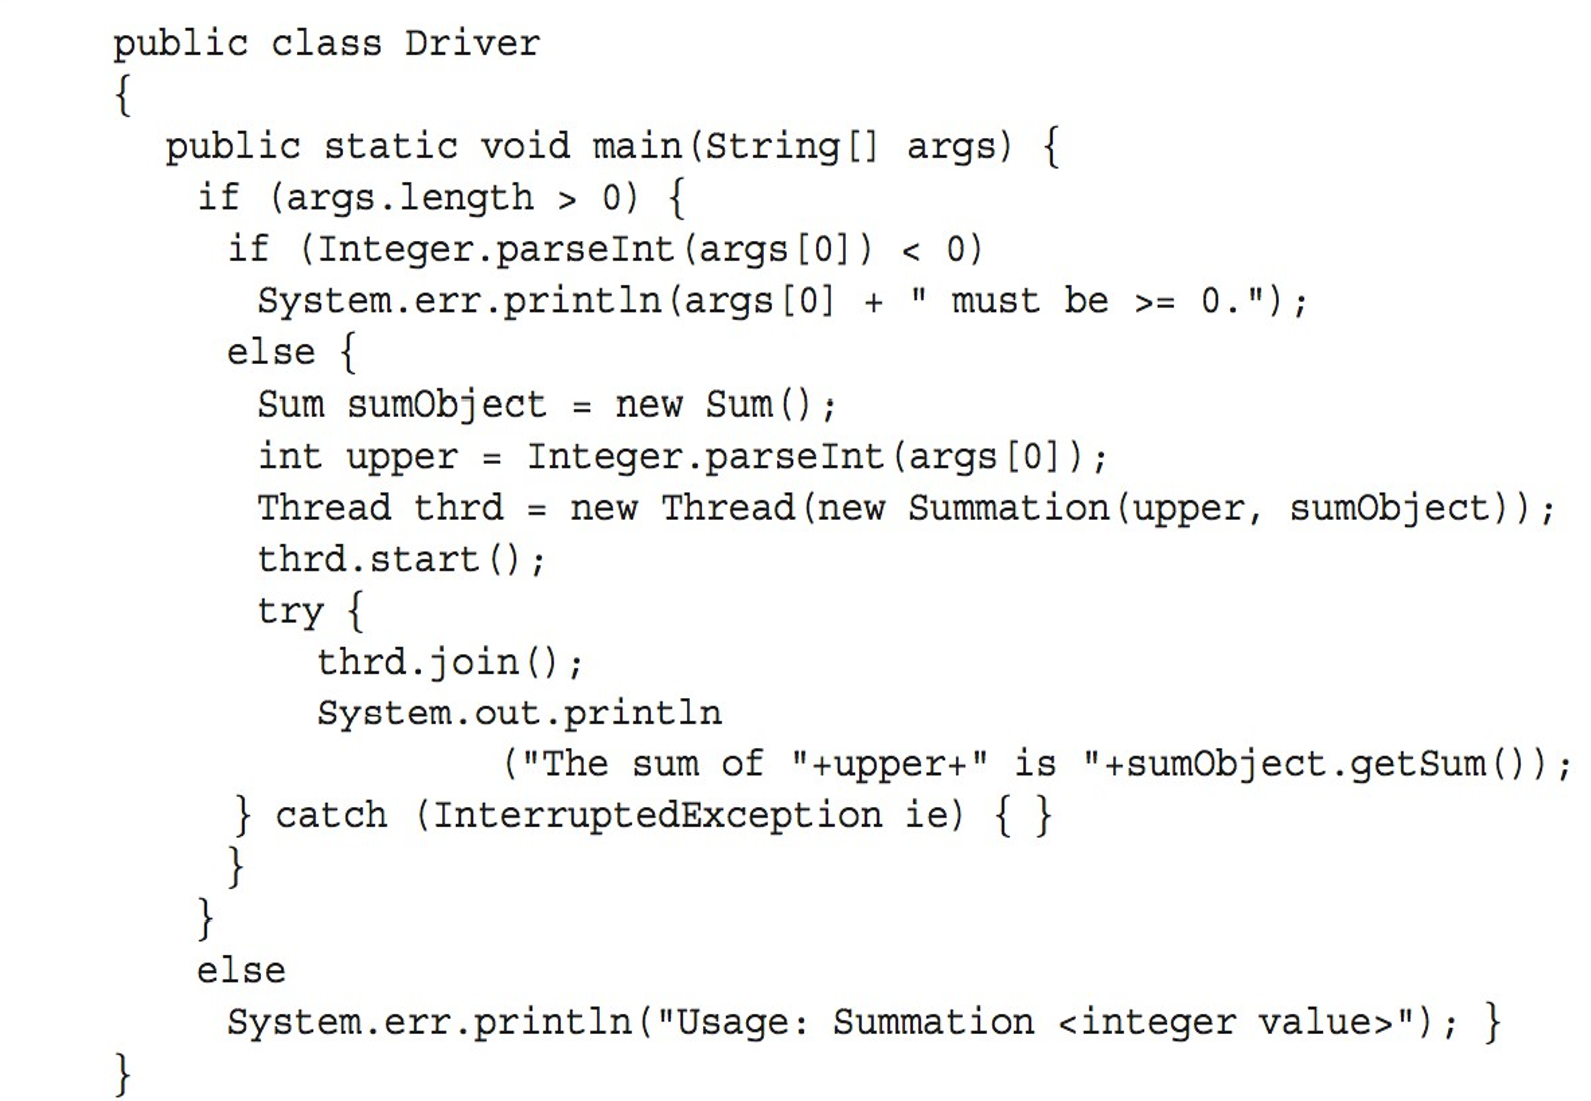 public class Driver
{
public static void main(String[] args) {
if (args.length > 0) {
if (Integer.parseInt(args[0]) < 0)
System.err.println(args[0] + " must be >= 0.");
else {
Sum sumObject = new Sum();
int upper = Integer.parseInt(args[0]);
Thread thrd = new Thread(new Summation(upper, sumObject));
thrd.start();
try {
thrd.join();
System.out.println
("The sum of "+upper+" is "+sumObject.getSum());
} catch (InterruptedException ie) { }
}
}
else
System.err.println("Usage: Summation <integer value>"); }
}